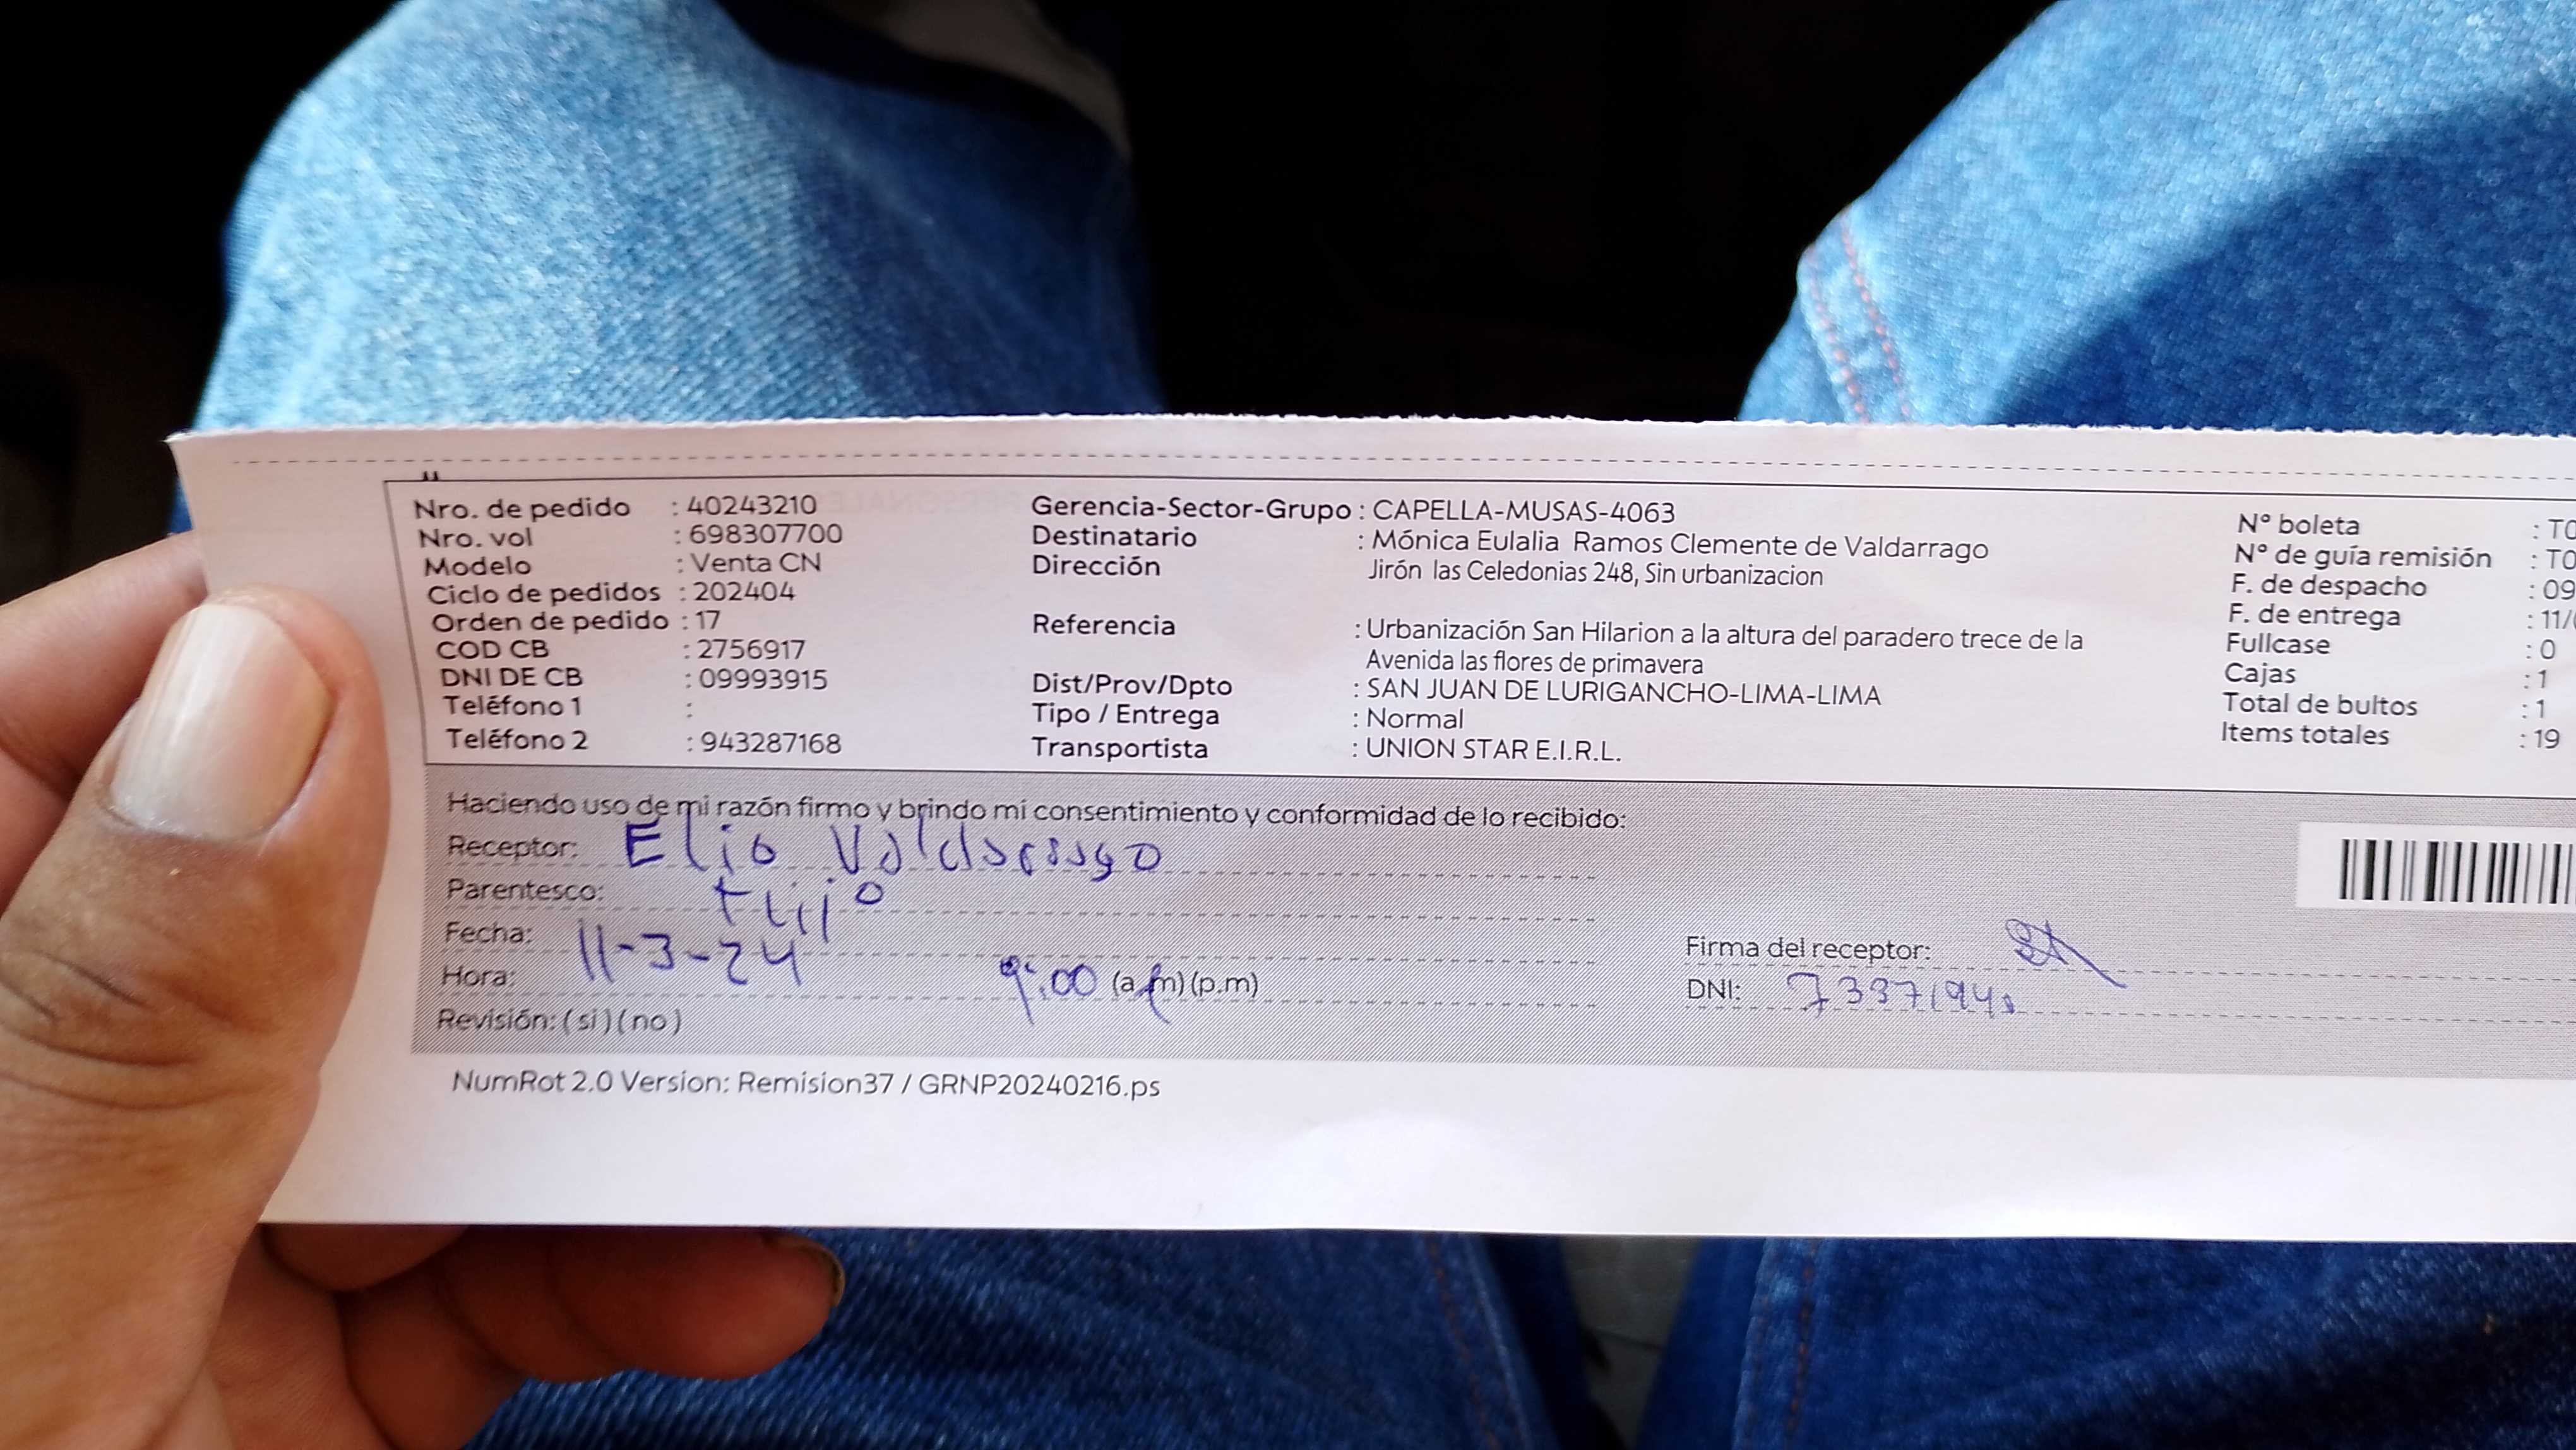 Nro. de pedido : 40243210
Nro. vol : 698307700
Modelo : Venta CN
Ciclo de pedidos : 202404
Orden de pedido : 17
COD CB : 2756917
DNI DE CB : 09993915
Teléfono 1 :
Teléfono 2 : 943287168
Gerencia-Sector-Grupo : CAPELLA-MUSAS-4063
Destinatario : Mónica Eulalia Ramos Clemente de Valdarrago
Dirección Jirón las Celedonias 248, Sin urbanizacion
Referencia : Urbanización San Hilarion a la altura del paradero trece de la
Avenida las flores de primavera
Dist/Prov/Dpto : SAN JUAN DE LURIGANCHO-LIMA-LIMA
Tipo / Entrega : Normal
Transportista : UNION STAR E.I.R.L.
N° boleta : T0
N° de guía remisión : T0
F. de despacho : 09
F. de entrega : 11/
Fullcase : 0
Cajas : 1
Total de bultos : 1
Items totales : 19
Haciendo uso de mi razón firmo y brindo mi consentimiento y conformidad de lo recibido:
Receptor: Elio Valdarrago
Parentesco: Hijo
Fecha: 11-3-24
Hora: 9:00 (a.m) (p.m)
Revisión: (si) (no)
Firma del receptor:
DNI:
NumRot 2.0 Version: Remision37 / GRNP20240216.ps